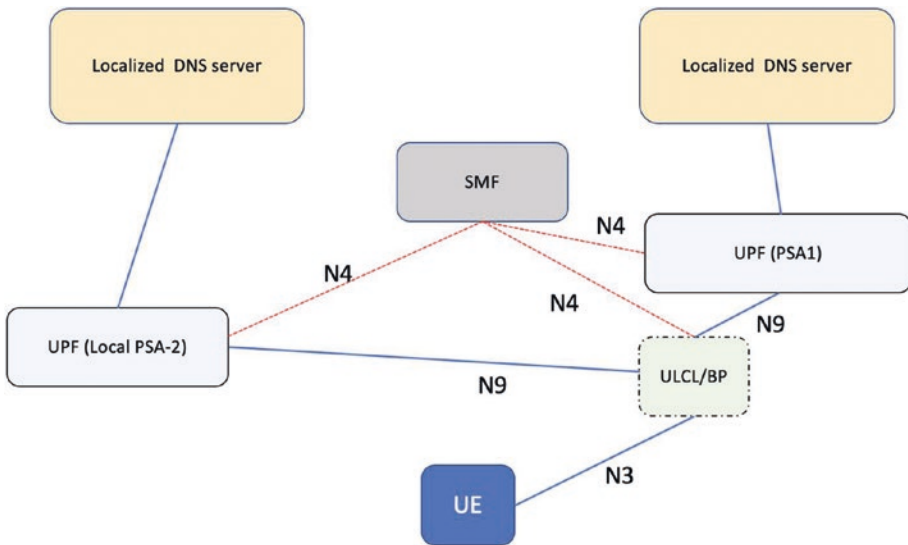 Localized DNS server
Localized DNS server
SMF
N4
UPF (PSA1)
N4
N4
N9
UPF (Local PSA-2)
ULCL/BP
N9
N3
UE